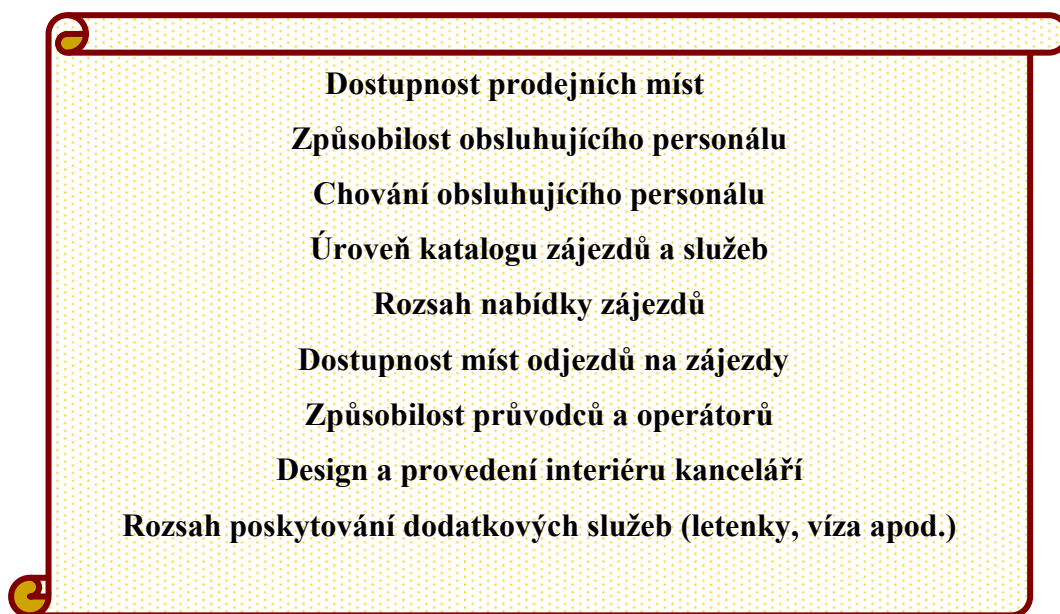 Dostupnost prodejních míst
Způsobilost obsluhujícího personálu
Chování obsluhujícího personálu
Úroveň katalogu zájezdů a služeb
Rozsah nabídky zájezdů
Dostupnost míst odjezdů na zájezdy
Způsobilost průvodců a operátorů
Design a provedení interiéru kanceláří
Rozsah poskytování dodatkových služeb (letenky, víza apod.)